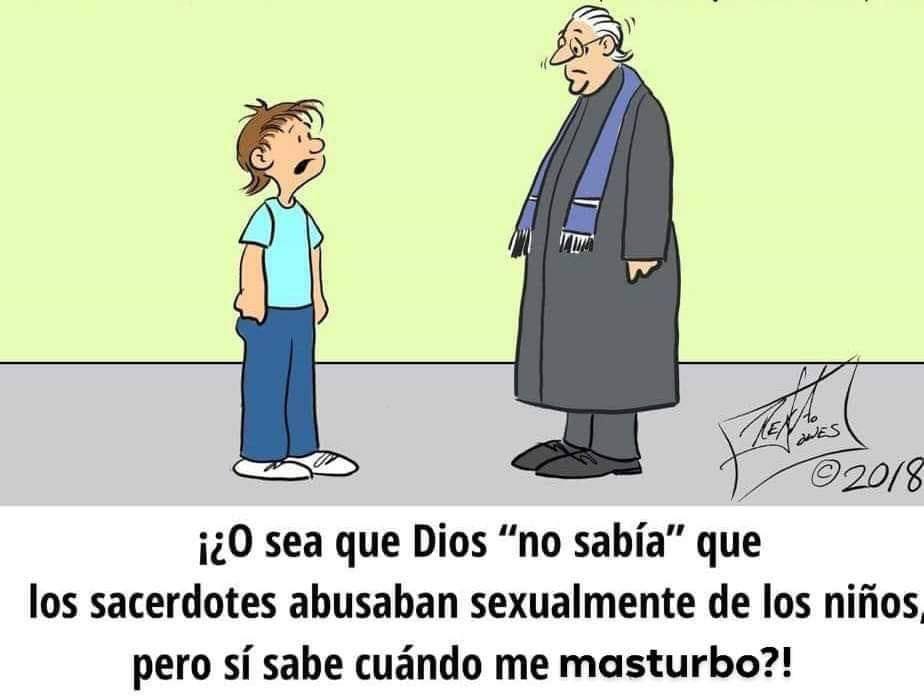 ¡¿O sea que Dios “no sabía” que
los sacerdotes abusaban sexualmente de los niños,
pero sí sabe cuándo me masturbo?!
©2018